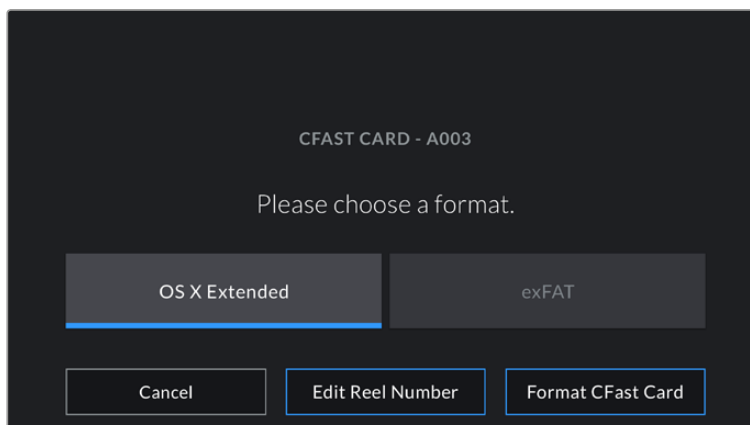 CFAST CARD - A003
Please choose a format.
OS X Extended
exFAT
Cancel
Edit Reel Number
Format CFast Card